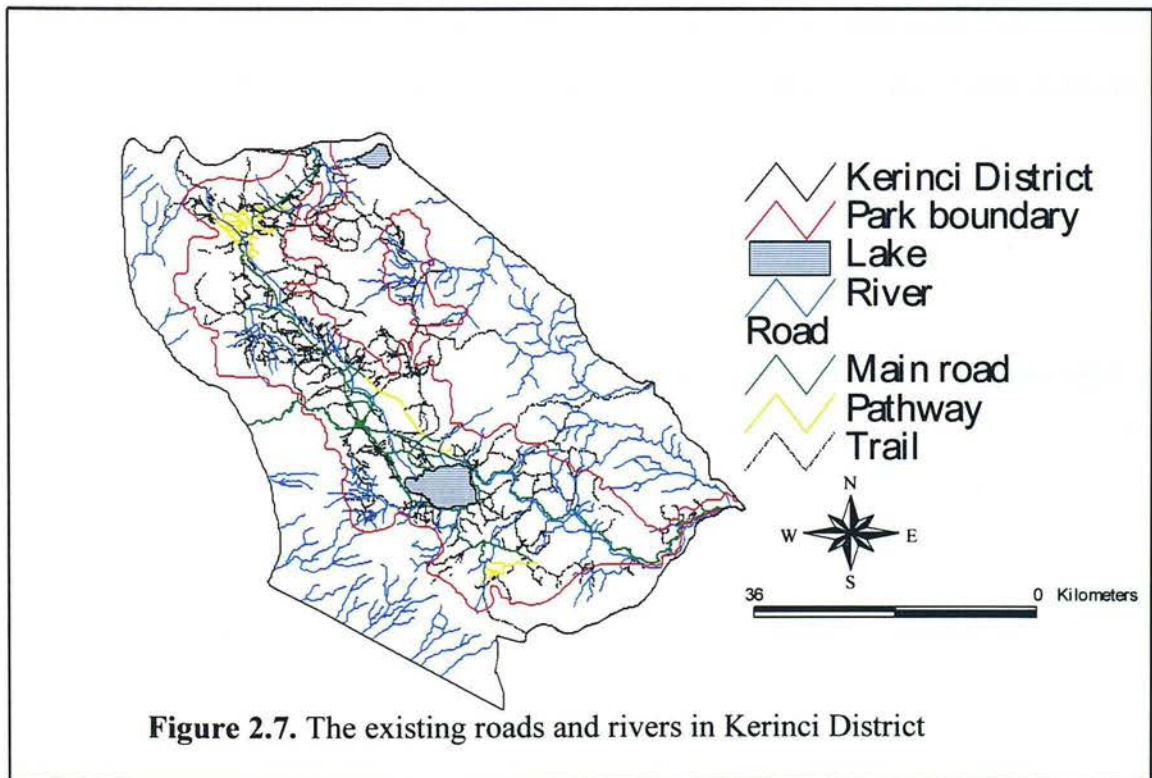 Kerinci District
Park boundary
Lake
River
Road
Main road
Pathway
Trail
N
W E
S
36 0 Kilometers
Figure 2.7. The existing roads and rivers in Kerinci District